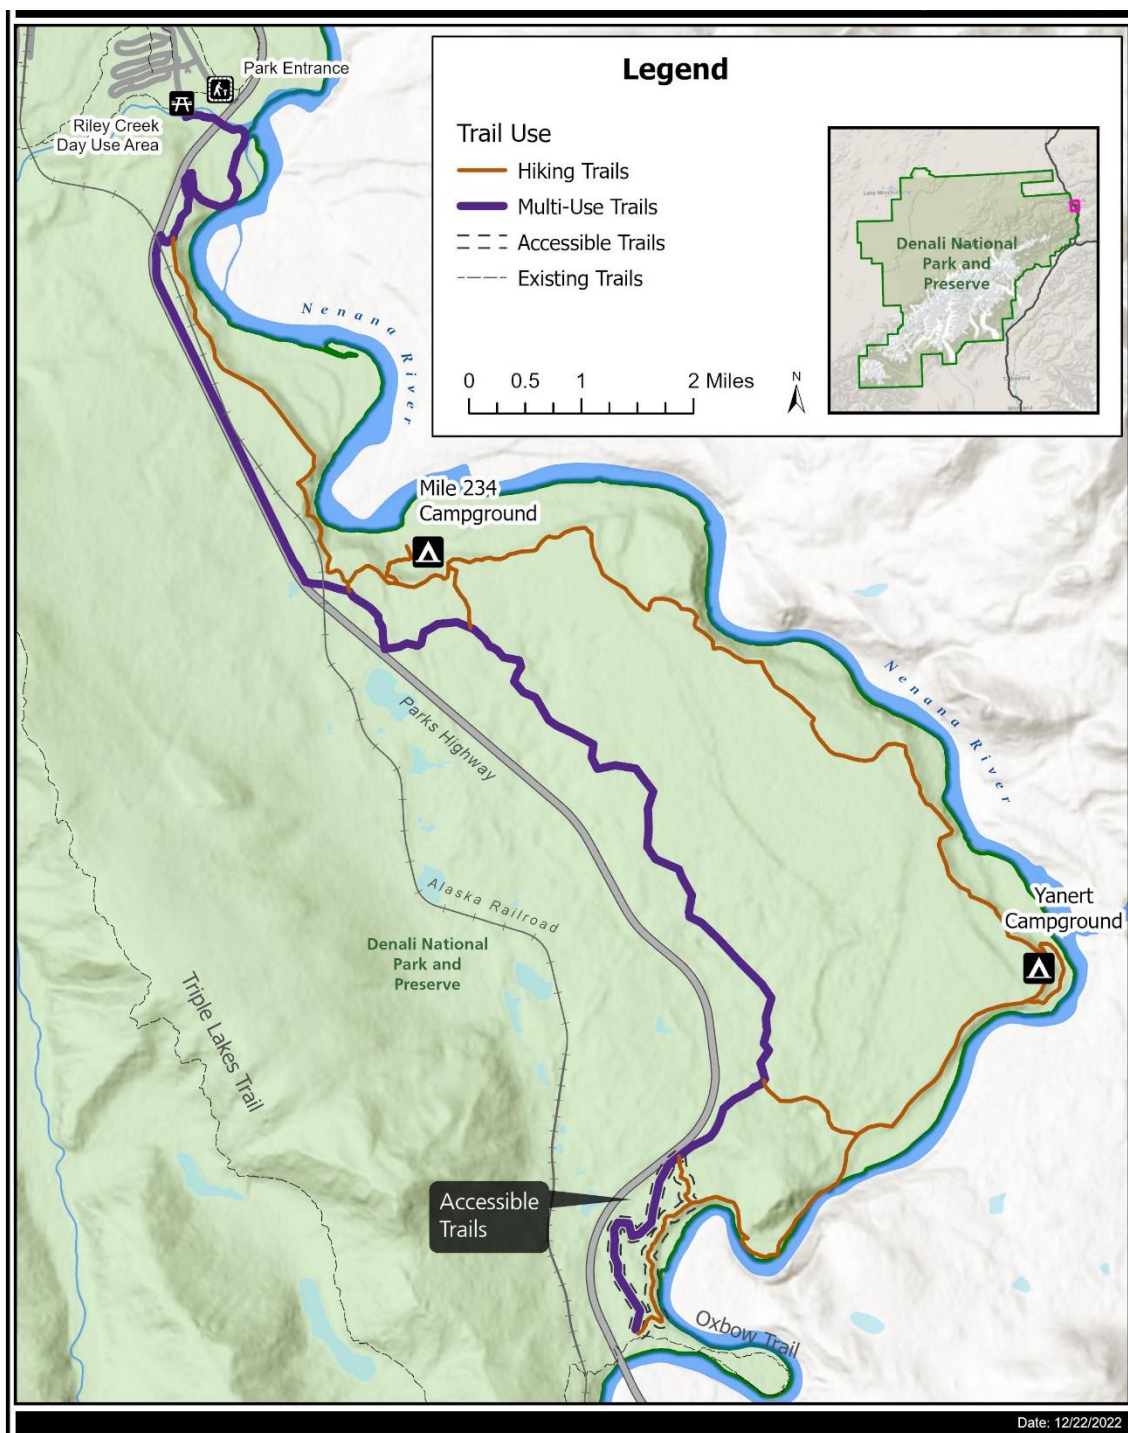 Park Entrance
Riley Creek
Day Use Area
Legend
Trail Use
Hiking Trails
Multi-Use Trails
Accessible Trails
Existing Trails
0 0.5 1 2 Miles
N
Denali National
Park and
Preserve
Nenana River
Mile 234
Campground
Nenana River
Parks Highway
Alaska Railroad
Yanert
Campground
Denali National
Park and
Preserve
Triple Lakes Trail
Accessible
Trails
Oxbow Trail
Date: 12/22/2022